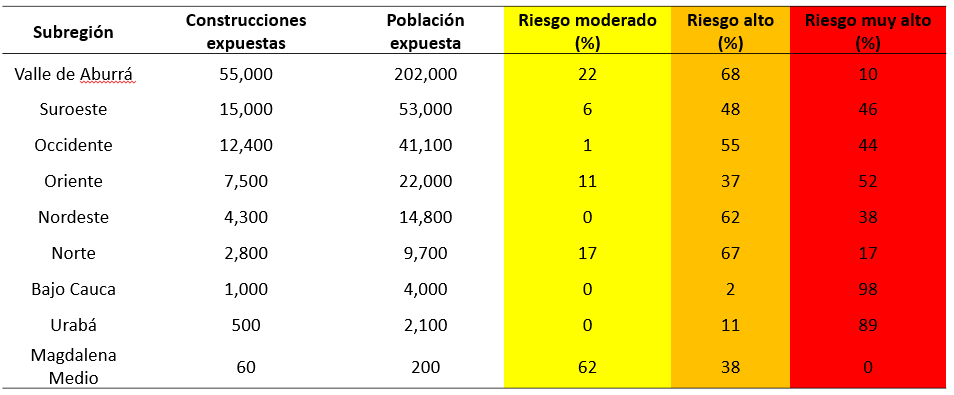 Subregión Construcciones expuestas Población expuesta Riesgo moderado (%) Riesgo alto (%) Riesgo muy alto (%)
Valle de Aburrá 55,000 202,000 22 68 10
Suroeste 15,000 53,000 6 48 46
Occidente 12,400 41,100 1 55 44
Oriente 7,500 22,000 11 37 52
Nordeste 4,300 14,800 0 62 38
Norte 2,800 9,700 17 67 17
Bajo Cauca 1,000 4,000 0 2 98
Urabá 500 2,100 0 11 89
Magdalena Medio 60 200 62 38 0